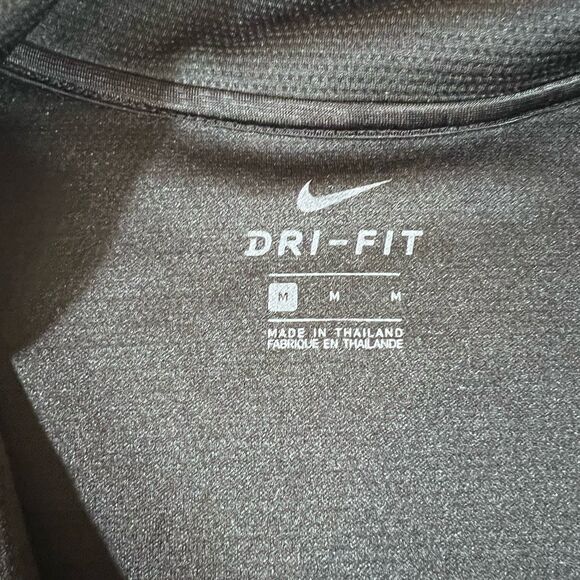 DRI-FIT
M M M
MADE IN THAILAND
FABRIQUE EN THAILANDE